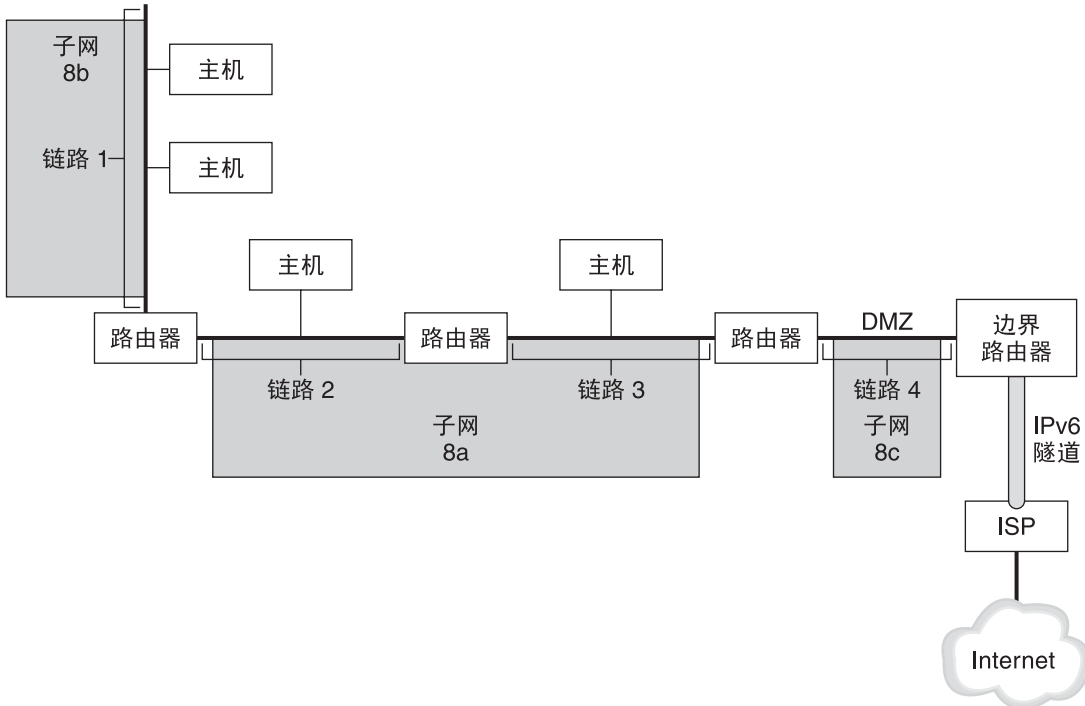 子网
8b
主机
链路 1
主机
主机
主机
路由器
路由器
路由器
DMZ
边界
路由器
链路 2
链路 3
链路 4
子网
8a
子网
8c
IPv6
隧道
ISP
Internet